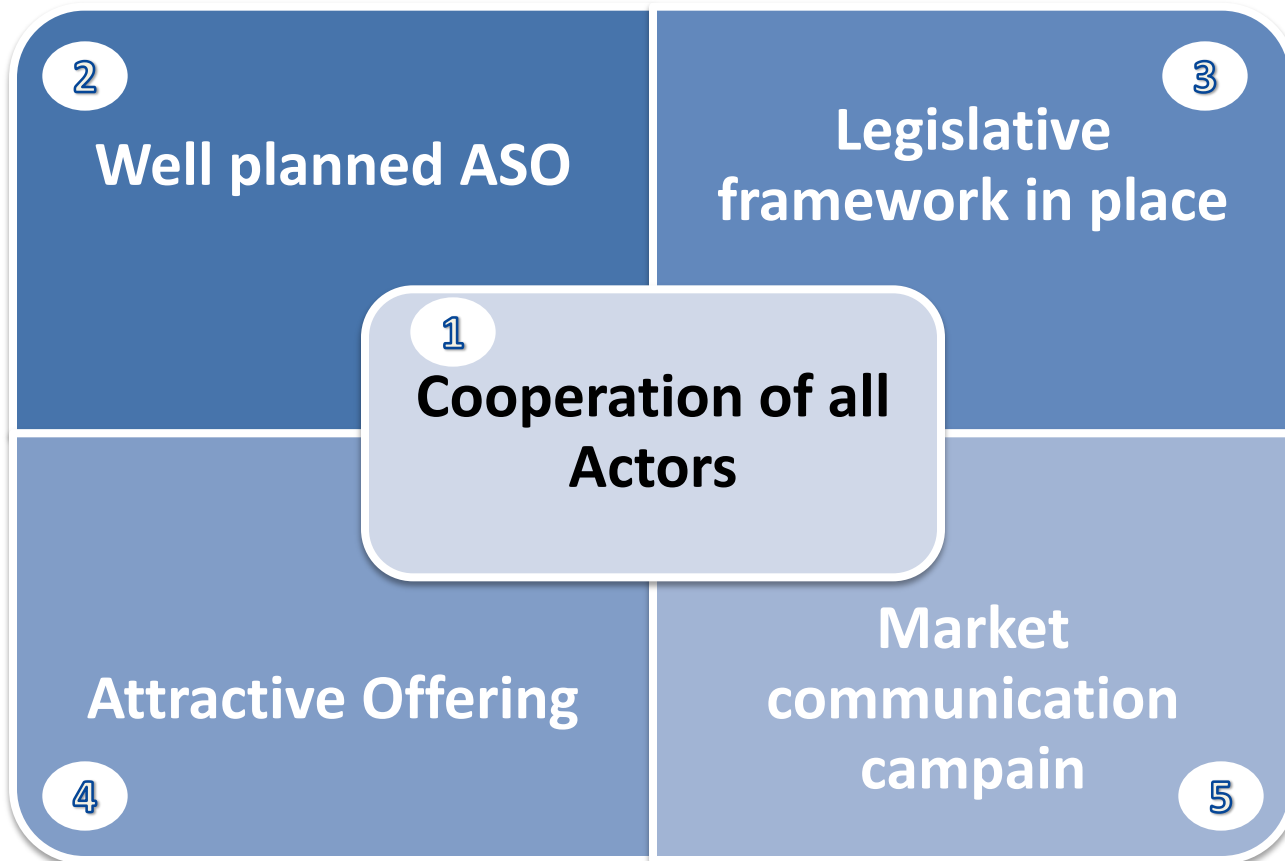 2
Well planned ASO
3
Legislative
framework in place
1
Cooperation of all
Actors
Attractive Offering
4
Market
communication
campain
5